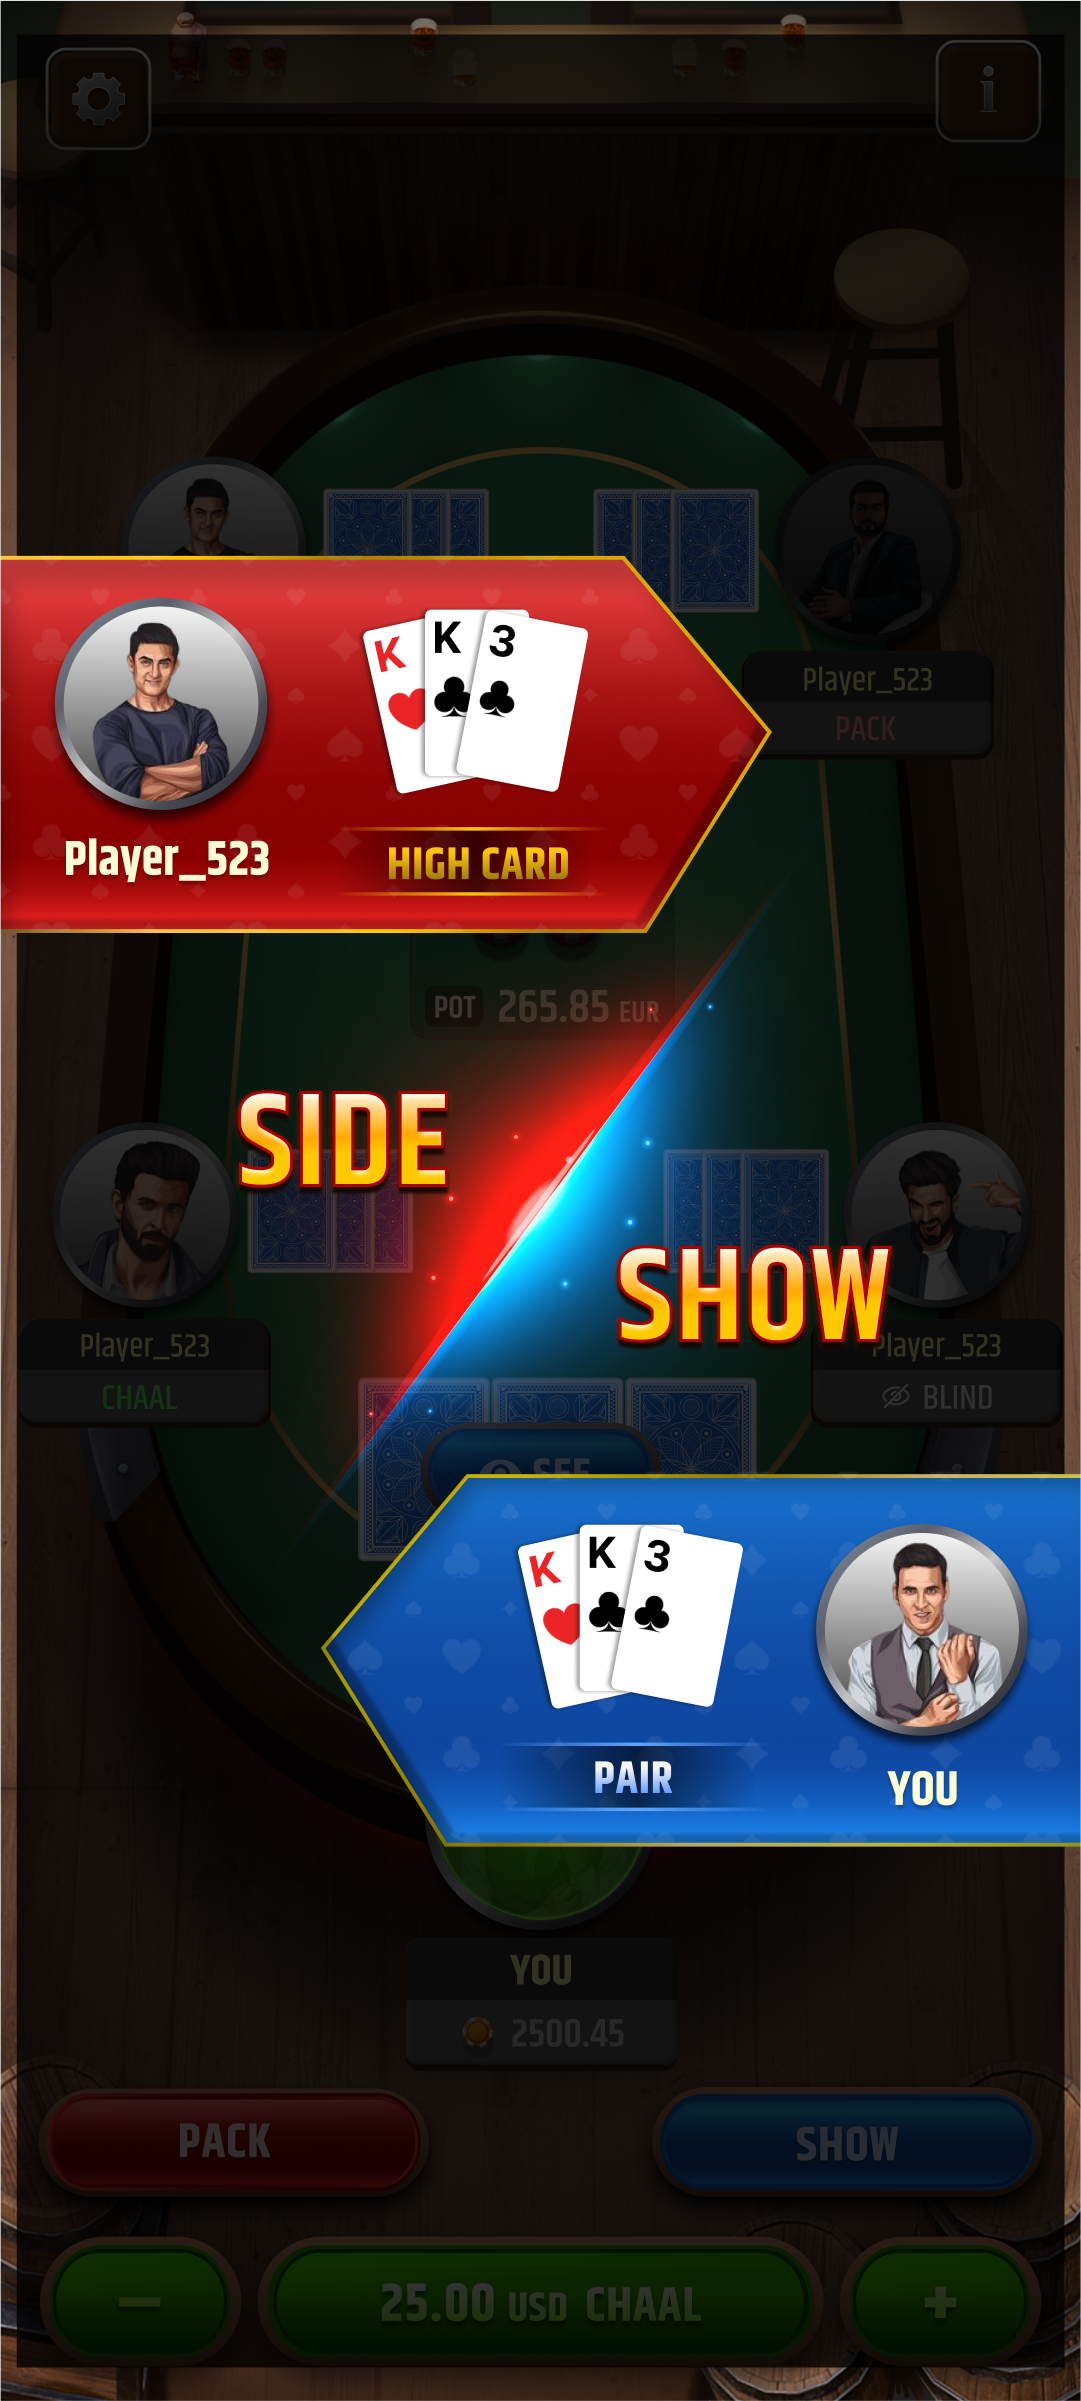 i
Player_523
PACK
K K 3
Player_523
HIGH CARD
POT 265.85 EUR
SIDE
SHOW
Player_523
CHAAL
Player_523
BLIND
SEE
K K 3
PAIR
YOU
YOU
2500.45
PACK
SHOW
− 25.00 USD CHAAL +